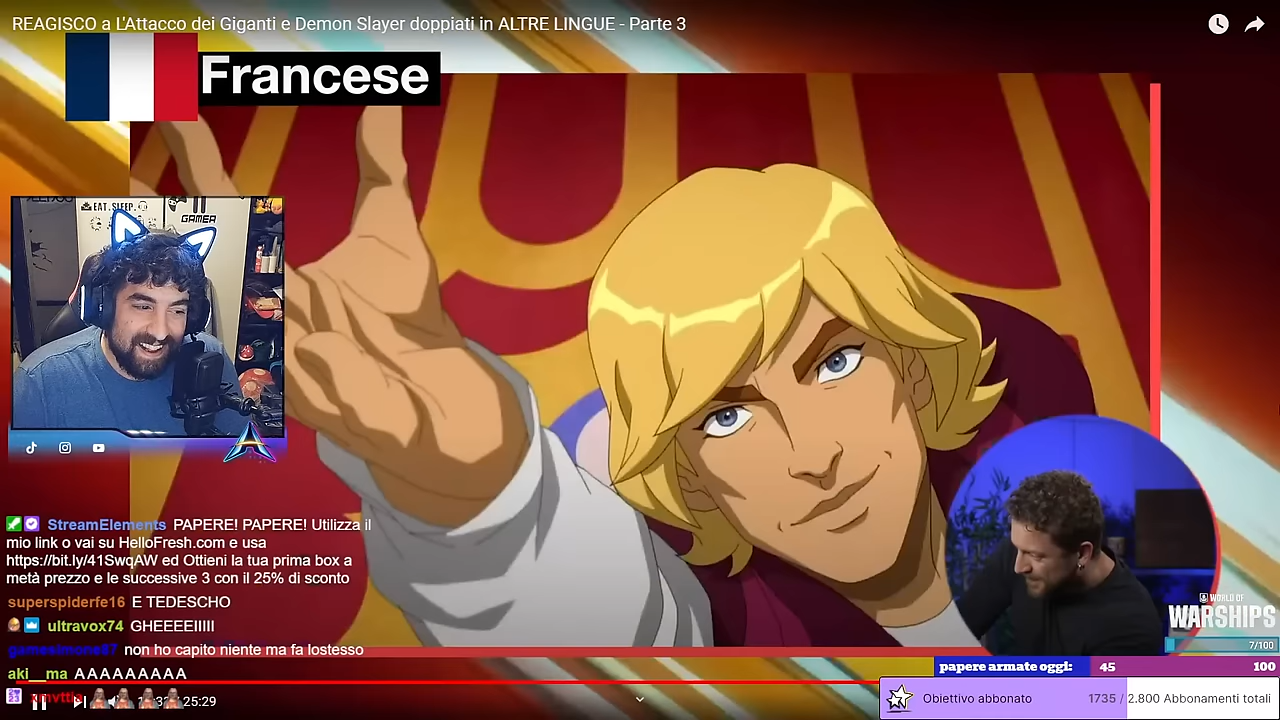 REAGISCO a L'Attacco dei Giganti e Demon Slayer doppiati in ALTRE LINGUE - Parte 3
Francese
EAT. SLEEP.
GAMER
StreamElements PAPERE! PAPERE! Utilizza il
mio link o vai su HelloFresh.com e usa
https://bit.ly/41SwqAW ed Ottieni la tua prima box a
metà prezzo e le successive 3 con il 25% di sconto
superspiderfe16 E TEDESCHO
ultravox74 GHEEEEIIIII
non ho capito niente ma fa lostesso
aki__ma AAAAAAAAA
25:29
WORLD OF
WARSHIPS
7/100
papere armate oggi: 45 100
Obiettivo abbonato 1735 / 2.800 Abbonamenti totali